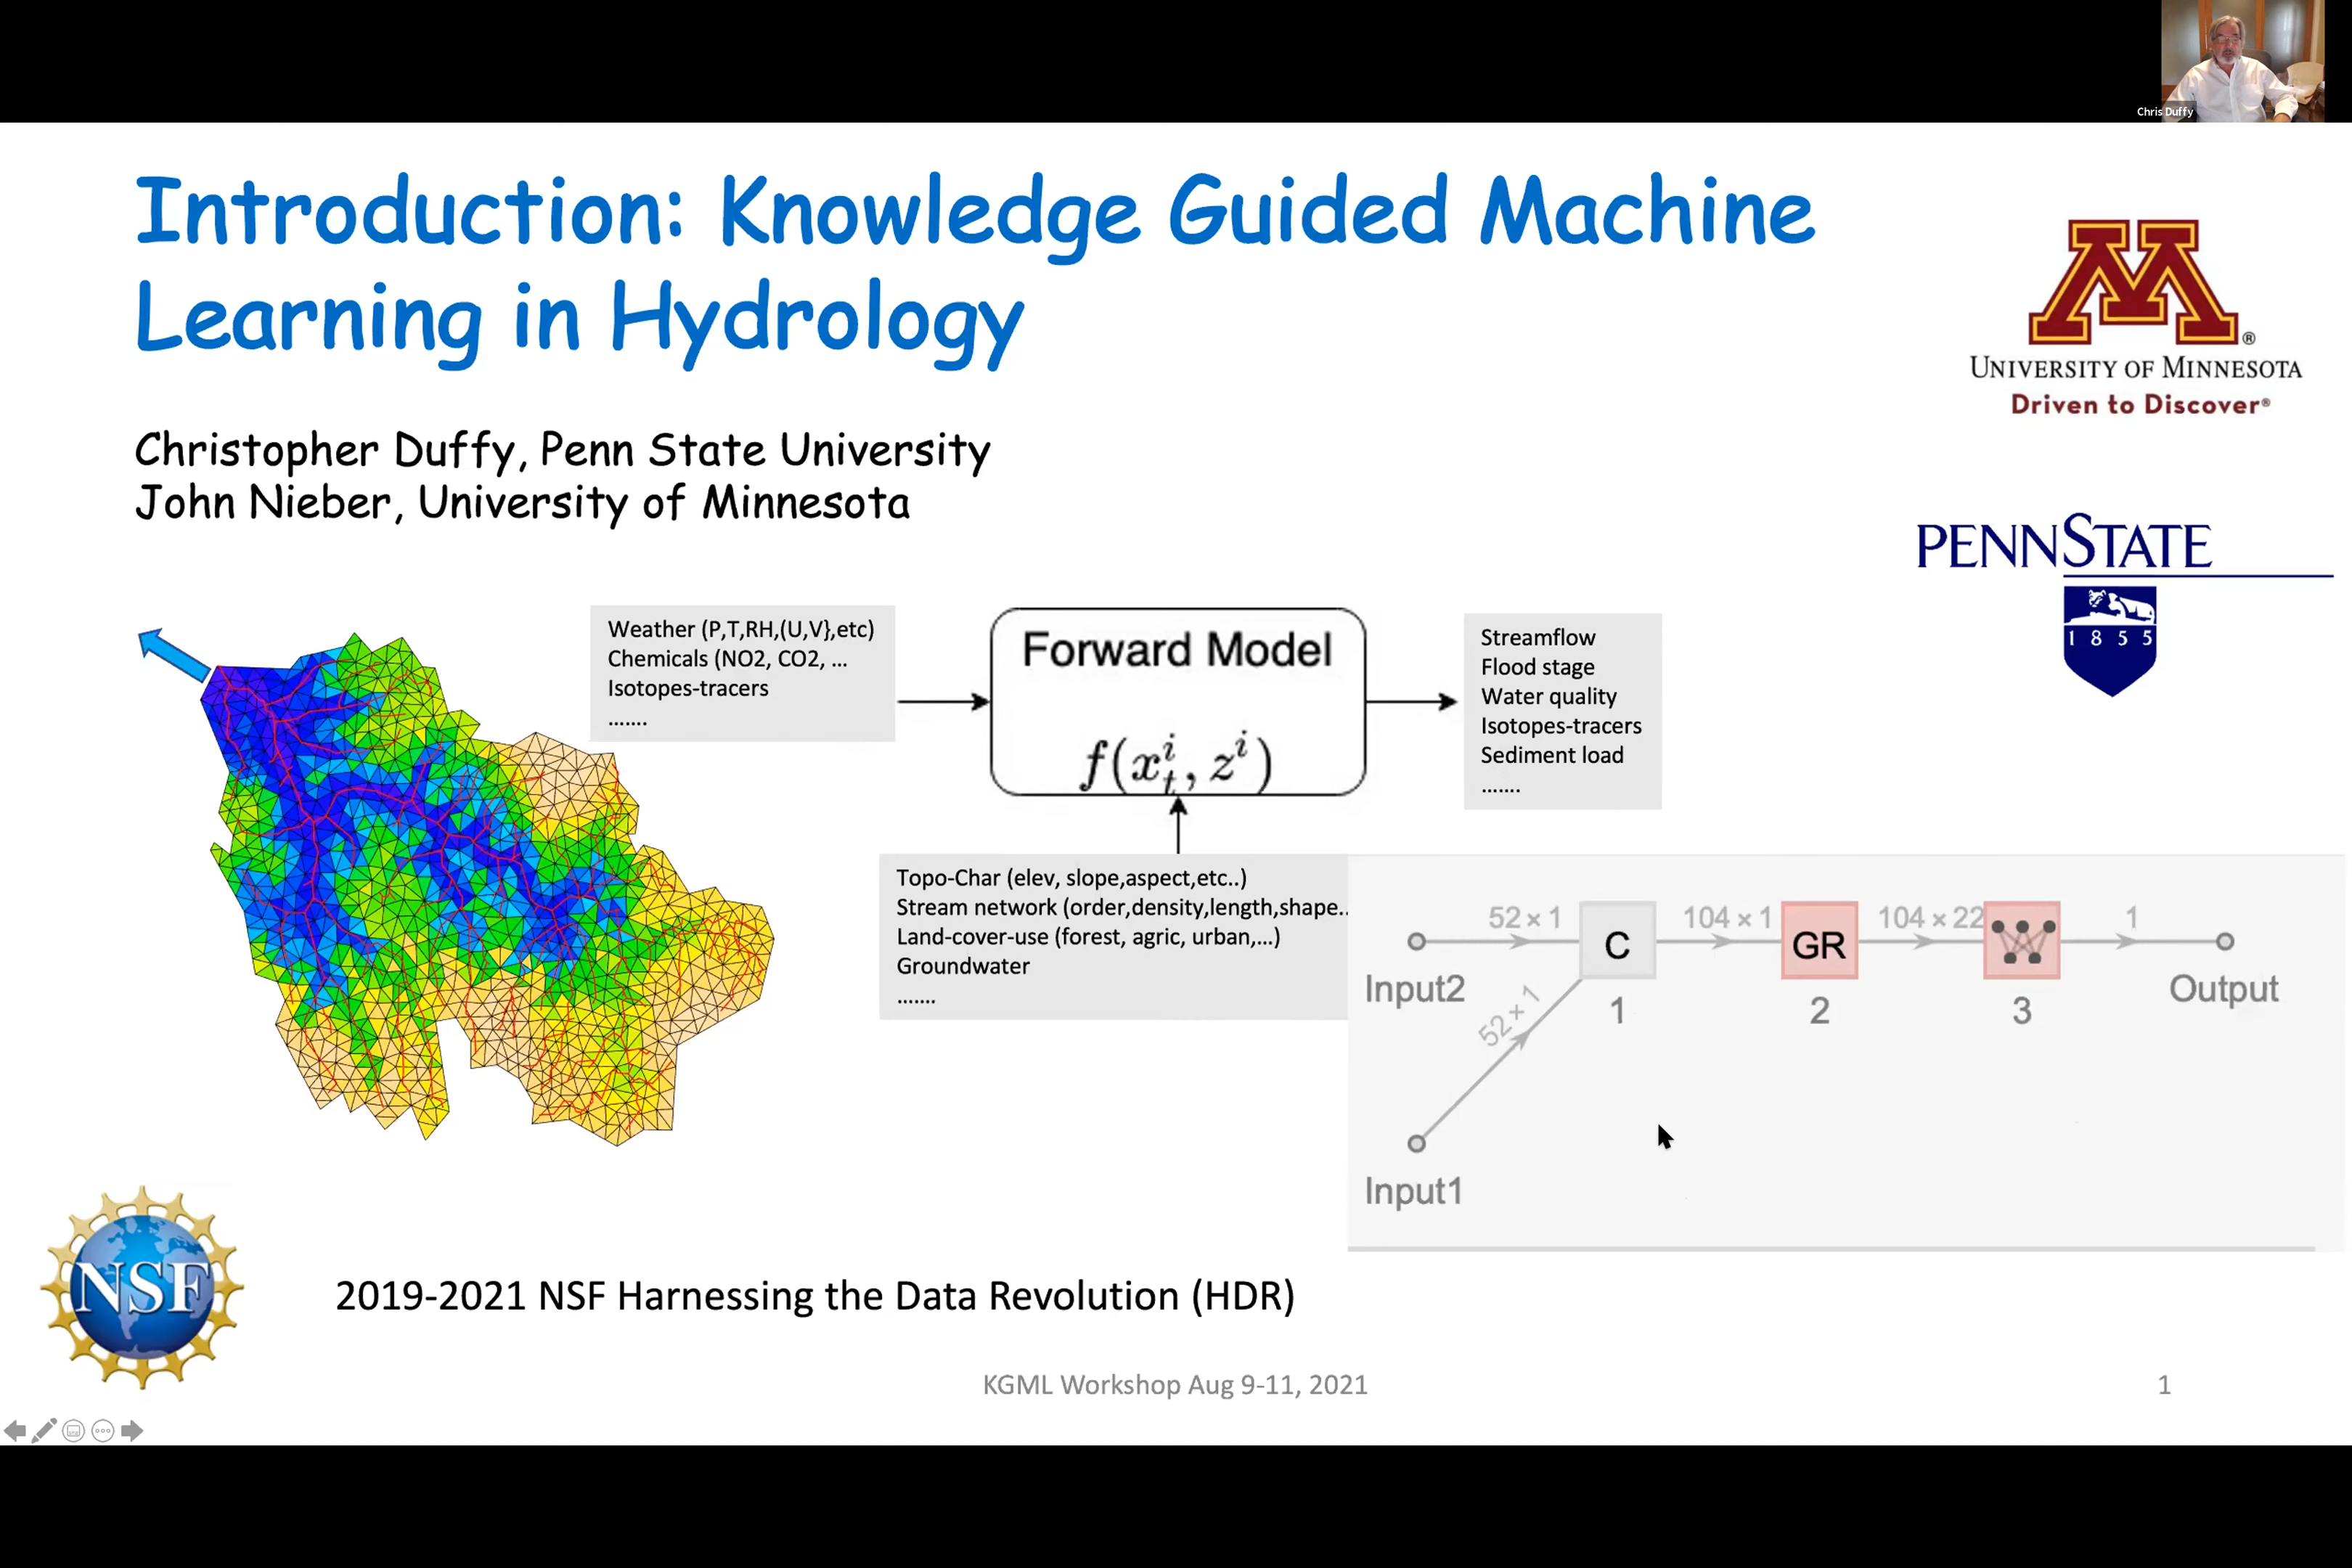 Chris Duffy
Introduction: Knowledge Guided Machine
Learning in Hydrology
Christopher Duffy, Penn State University
John Nieber, University of Minnesota
M
®
UNIVERSITY OF MINNESOTA
Driven to Discover®
PENNSTATE
1855
Weather (P,T,RH,(U,V},etc)
Chemicals (NO2, CO2, ...
Isotopes-tracers
.......
Forward Model
f(x_t^i, z^i)
Streamflow
Flood stage
Water quality
Isotopes-tracers
Sediment load
.......
Topo-Char (elev, slope,aspect,etc..)
Stream network (order,density,length,shape..
Land-cover-use (forest, agric, urban,...)
Groundwater
.......
52 × 1
104 × 1
104 × 22
1
C
GR
Input2
1
2
3
Output
52 × 1
Input1
NSF
2019-2021 NSF Harnessing the Data Revolution (HDR)
KGML Workshop Aug 9-11, 2021
1